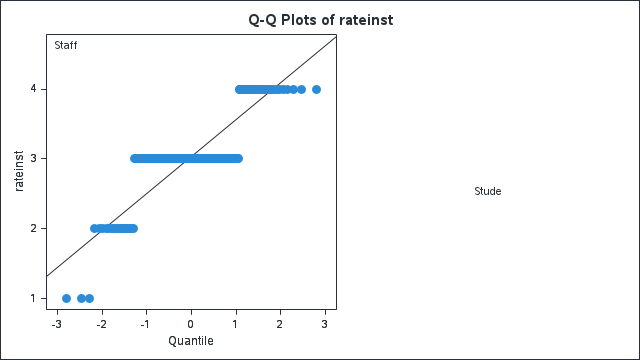 Q-Q Plots of rateinst
Staff
4
3
2
1
rateinst
-3 -2 -1 0 1 2 3
Quantile
Stude